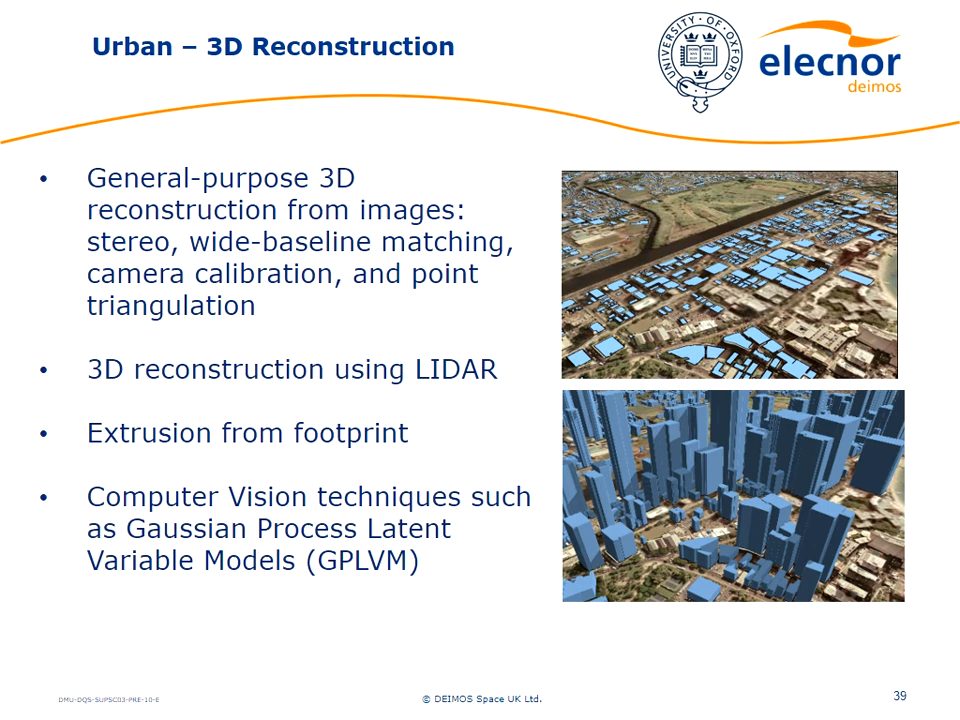 Urban – 3D Reconstruction
UNIVERSITY · OF · OXFORD
elecnor
deimos
• General-purpose 3D
reconstruction from images:
stereo, wide-baseline matching,
camera calibration, and point
triangulation
• 3D reconstruction using LIDAR
• Extrusion from footprint
• Computer Vision techniques such
as Gaussian Process Latent
Variable Models (GPLVM)
DMU-DQS-SUPSC03-PRE-10-E
© DEIMOS Space UK Ltd.
39